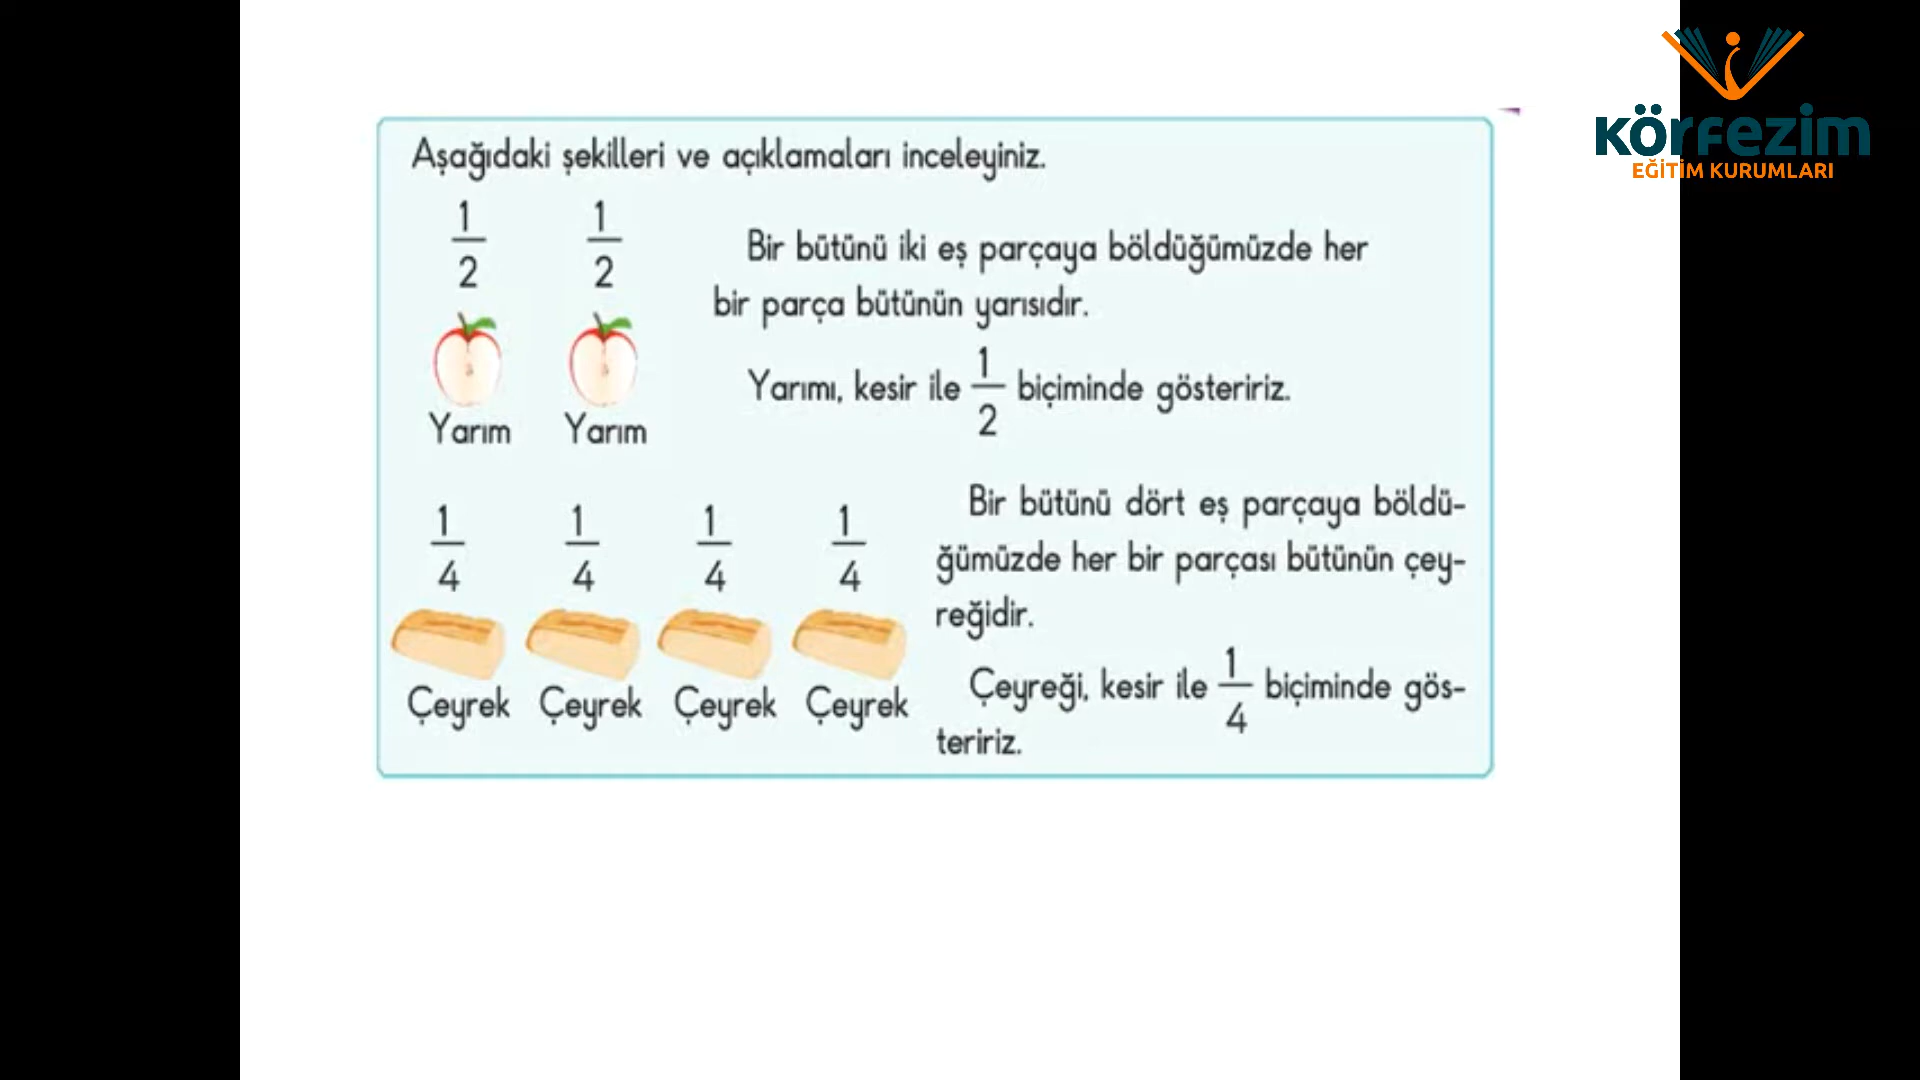 KÖRFEZİM
EĞİTİM KURUMLARI
Aşağıdaki şekilleri ve açıklamaları inceleyiniz.
1/2 1/2
Yarım Yarım
Bir bütünü iki eş parçaya böldüğümüzde her
bir parça bütünün yarısıdır.
Yarımı, kesir ile 1/2 biçiminde gösteririz.
1/4 1/4 1/4 1/4
Çeyrek Çeyrek Çeyrek Çeyrek
Bir bütünü dört eş parçaya böldü-
ğümüzde her bir parçası bütünün çey-
reğidir.
Çeyreği, kesir ile 1/4 biçiminde gös-
teririz.